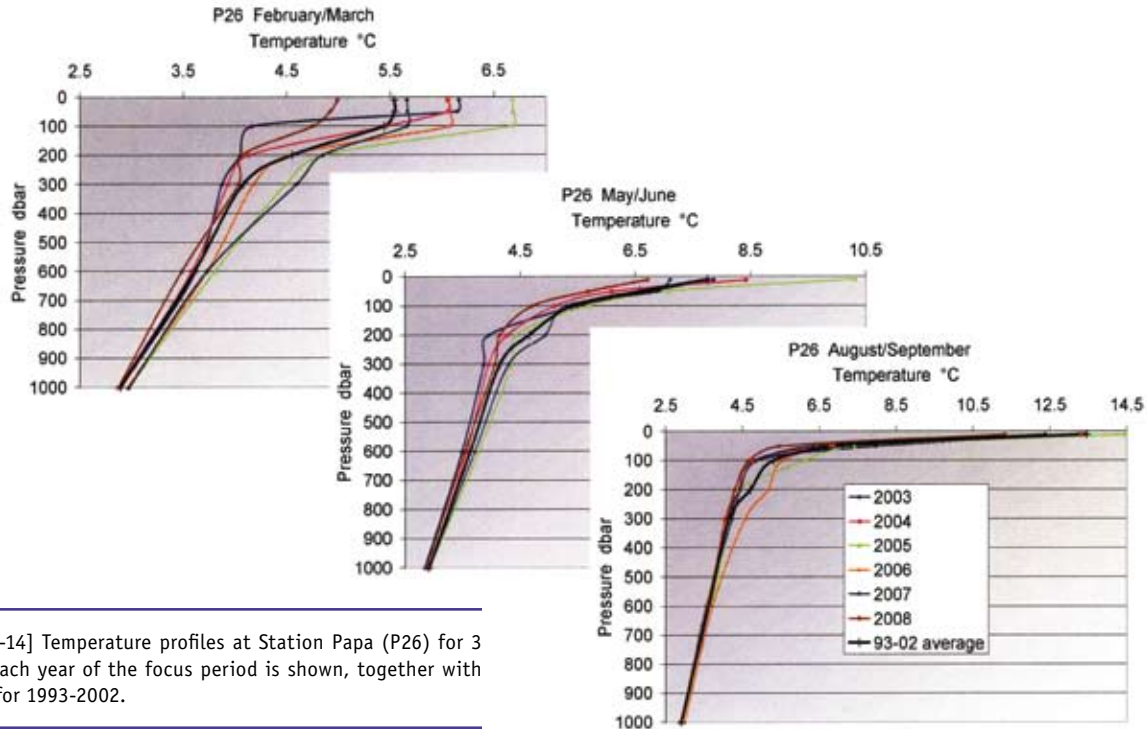 P26 February/March
Temperature °C
2.5 3.5 4.5 5.5 6.5
0
100
200
300
400
500
600
700
800
900
1000
Pressure dbar
P26 May/June
Temperature °C
2.5 4.5 6.5 8.5 10.5
0
100
200
300
400
500
600
700
800
900
1000
Pressure dbar
P26 August/September
Temperature °C
2.5 4.5 6.5 8.5 10.5 12.5 14.5
0
100
200
300
400
500
600
700
800
900
1000
Pressure dbar
2003
2004
2005
2006
2007
2008
93-02 average
-14] Temperature profiles at Station Papa (P26) for 3
ach year of the focus period is shown, together with
for 1993-2002.